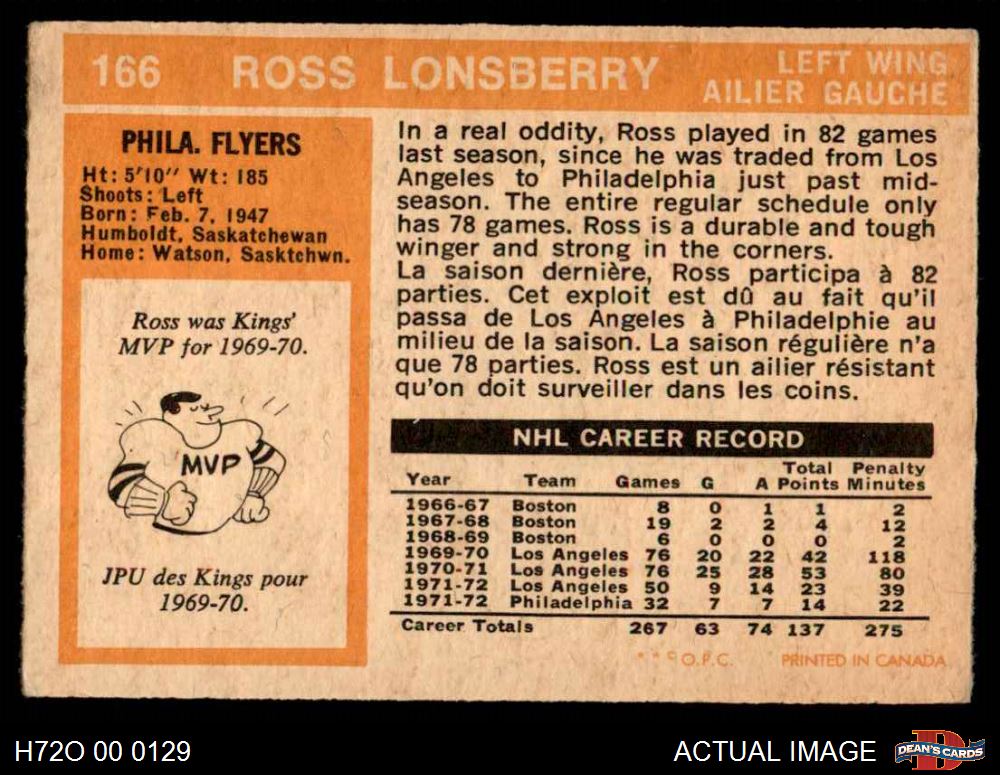 166 ROSS LONSBERRY
LEFT WING
AILIER GAUCHE
PHILA. FLYERS
Ht: 5'10" Wt: 185
Shoots: Left
Born: Feb. 7, 1947
Humboldt, Saskatchewan
Home: Watson, Sasktchwn.
Ross was Kings'
MVP for 1969-70.
MVP
JPU des Kings pour
1969-70.
In a real oddity, Ross played in 82 games
last season, since he was traded from Los
Angeles to Philadelphia just past mid-
season. The entire regular schedule only
has 78 games. Ross is a durable and tough
winger and strong in the corners.
La saison dernière, Ross participa à 82
parties. Cet exploit est dû au fait qu'il
passa de Los Angeles à Philadelphie au
milieu de la saison. La saison régulière n'a
que 78 parties. Ross est un ailier résistant
qu'on doit surveiller dans les coins.
NHL CAREER RECORD
Year Team Games G A Total Points Penalty Minutes
1966-67 Boston 8 0 1 1 2
1967-68 Boston 19 2 2 4 12
1968-69 Boston 6 0 0 0 2
1969-70 Los Angeles 76 20 22 42 118
1970-71 Los Angeles 76 25 28 53 80
1971-72 Los Angeles 50 9 14 23 39
1971-72 Philadelphia 32 7 7 14 22
Career Totals 267 63 74 137 275
* * © O.P.C. PRINTED IN CANADA
H72O 00 0129
ACTUAL IMAGE
DEAN'S CARDS